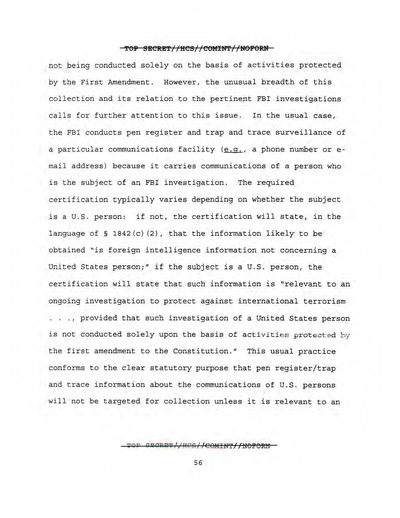 TOP SECRET//HCS//COMINT//NOFORN
not being conducted solely on the basis of activities protected
by the First Amendment. However, the unusual breadth of this
collection and its relation to the pertinent FBI investigations
calls for further attention to this issue. In the usual case,
the FBI conducts pen register and trap and trace surveillance of
a particular communications facility (e.g., a phone number or e-
mail address) because it carries communications of a person who
is the subject of an FBI investigation. The required
certification typically varies depending on whether the subject
is a U.S. person: if not, the certification will state, in the
language of § 1842(c)(2), that the information likely to be
obtained "is foreign intelligence information not concerning a
United States person;" if the subject is a U.S. person, the
certification will state that such information is "relevant to an
ongoing investigation to protect against international terrorism
. . ., provided that such investigation of a United States person
is not conducted solely upon the basis of activities protected by
the first amendment to the Constitution." This usual practice
conforms to the clear statutory purpose that pen register/trap
and trace information about the communications of U.S. persons
will not be targeted for collection unless it is relevant to an
TOP SECRET//HCS//COMINT//NOFORN
56